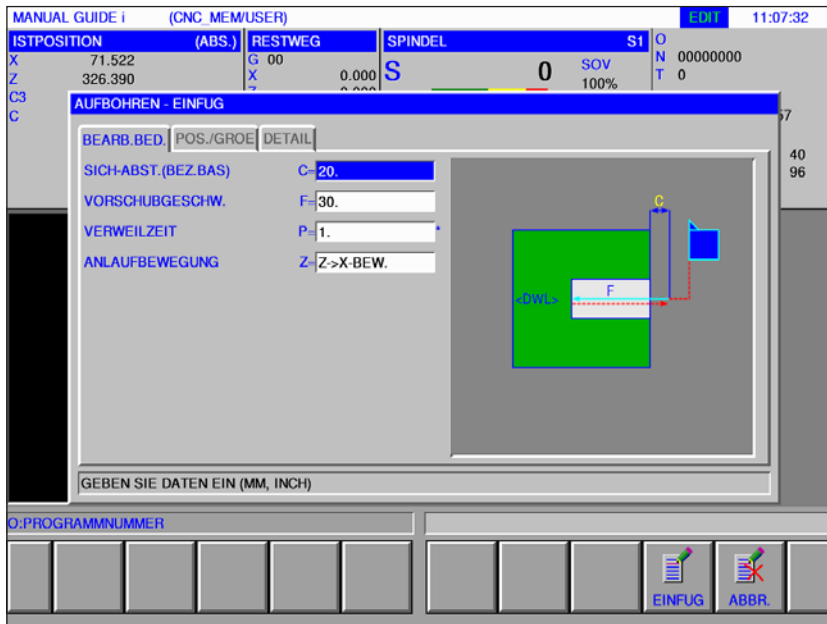 MANUAL GUIDE i (CNC_MEM/USER) EDIT 11:07:32
ISTPOSITION (ABS.) RESTWEG SPINDEL S1 O
X 71.522 G 00 S 0 SOV N 00000000
Z 326.390 X 0.000 100% T 0
C3
C
40
96
AUFBOHREN - EINFUG
BEARB.BED. POS./GROE DETAIL
SICH-ABST.(BEZ.BAS) C= 20.
VORSCHUBGESCHW. F= 30.
VERWEILZEIT P= 1.
ANLAUFBEWEGUNG Z= Z->X-BEW.
C
<DWL> F
GEBEN SIE DATEN EIN (MM, INCH)
O:PROGRAMMNUMMER
EINFUG ABBR.